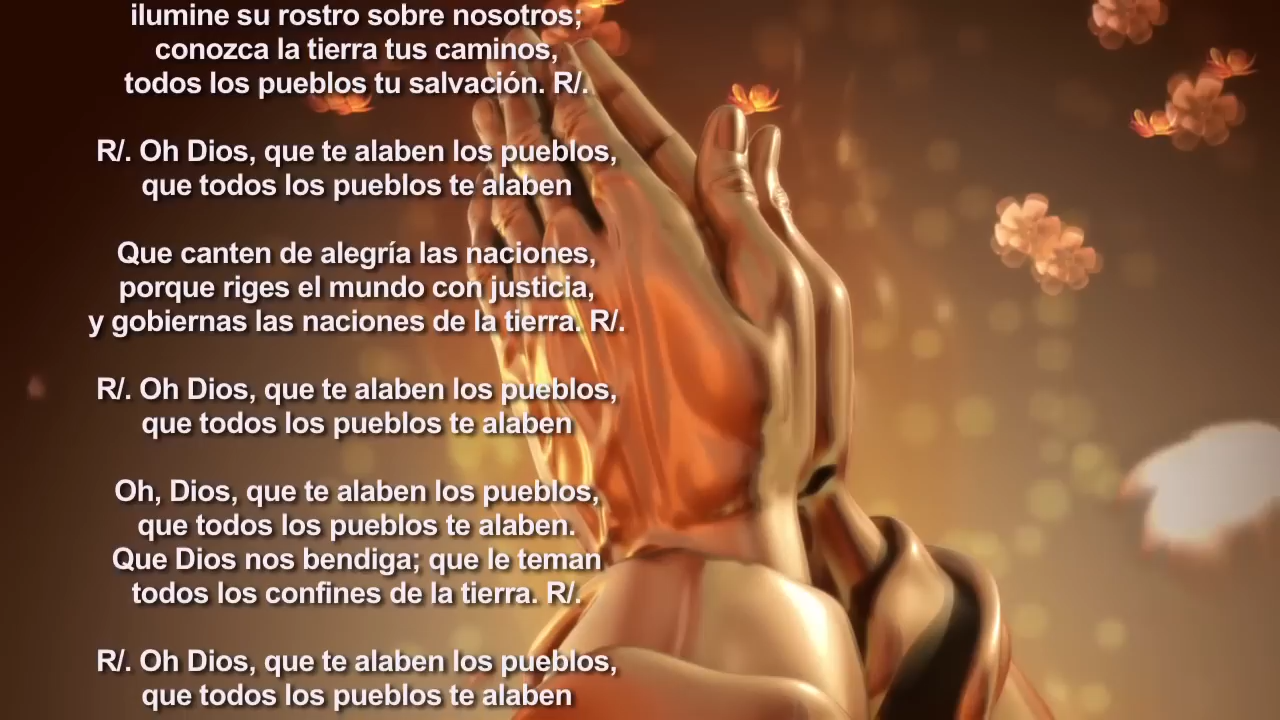 ilumine su rostro sobre nosotros;
conozca la tierra tus caminos,
todos los pueblos tu salvación. R/.
R/. Oh Dios, que te alaben los pueblos,
que todos los pueblos te alaben
Que canten de alegría las naciones,
porque riges el mundo con justicia,
y gobiernas las naciones de la tierra. R/.
R/. Oh Dios, que te alaben los pueblos,
que todos los pueblos te alaben
Oh, Dios, que te alaben los pueblos,
que todos los pueblos te alaben.
Que Dios nos bendiga; que le teman
todos los confines de la tierra. R/.
R/. Oh Dios, que te alaben los pueblos,
que todos los pueblos te alaben